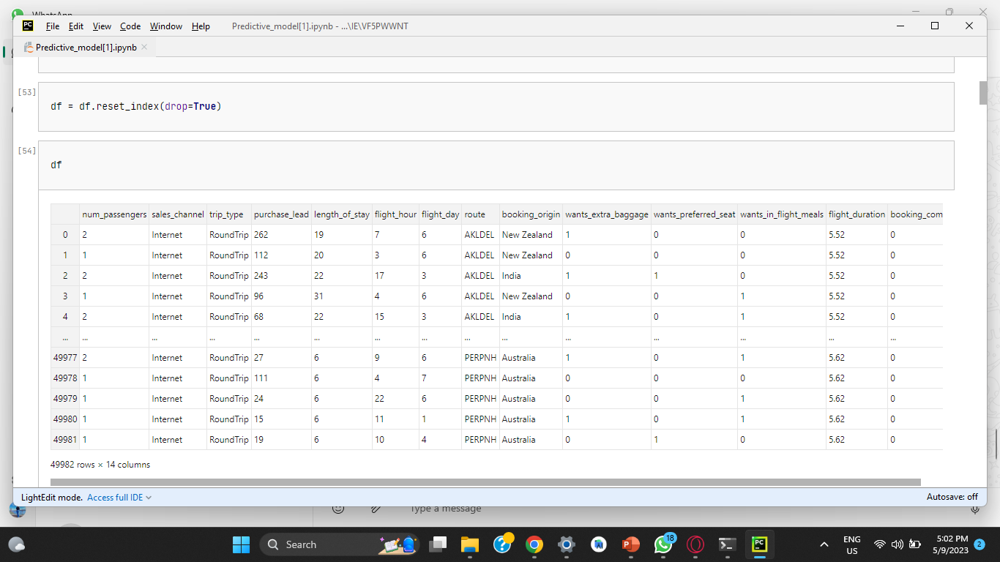 WhatsApp
PC File Edit View Code Window Help Predictive_model[1].ipynb - ...\IE\VF5PWWNT
Predictive_model[1].ipynb
[53]
df = df.reset_index(drop=True)
[54]
df
num_passengers sales_channel trip_type purchase_lead length_of_stay flight_hour flight_day route booking_origin wants_extra_baggage wants_preferred_seat wants_in_flight_meals flight_duration booking_com
0 2 Internet RoundTrip 262 19 7 6 AKLDEL New Zealand 1 0 0 5.52 0
1 1 Internet RoundTrip 112 20 3 6 AKLDEL New Zealand 0 0 0 5.52 0
2 2 Internet RoundTrip 243 22 17 3 AKLDEL India 1 1 0 5.52 0
3 1 Internet RoundTrip 96 31 4 6 AKLDEL New Zealand 0 0 1 5.52 0
4 2 Internet RoundTrip 68 22 15 3 AKLDEL India 1 0 1 5.52 0
... ... ... ... ... ... ... ... ... ... ... ... ... ... ...
49977 2 Internet RoundTrip 27 6 9 6 PERPNH Australia 1 0 1 5.62 0
49978 1 Internet RoundTrip 111 6 4 7 PERPNH Australia 0 0 0 5.62 0
49979 1 Internet RoundTrip 24 6 22 6 PERPNH Australia 0 0 1 5.62 0
49980 1 Internet RoundTrip 15 6 11 1 PERPNH Australia 1 0 1 5.62 0
49981 1 Internet RoundTrip 19 6 10 4 PERPNH Australia 0 1 0 5.62 0
49982 rows × 14 columns
LightEdit mode. Access full IDE Autosave: off
Type a message
Search 18 PC ENG 5:02 PM
US 5/9/2023 2